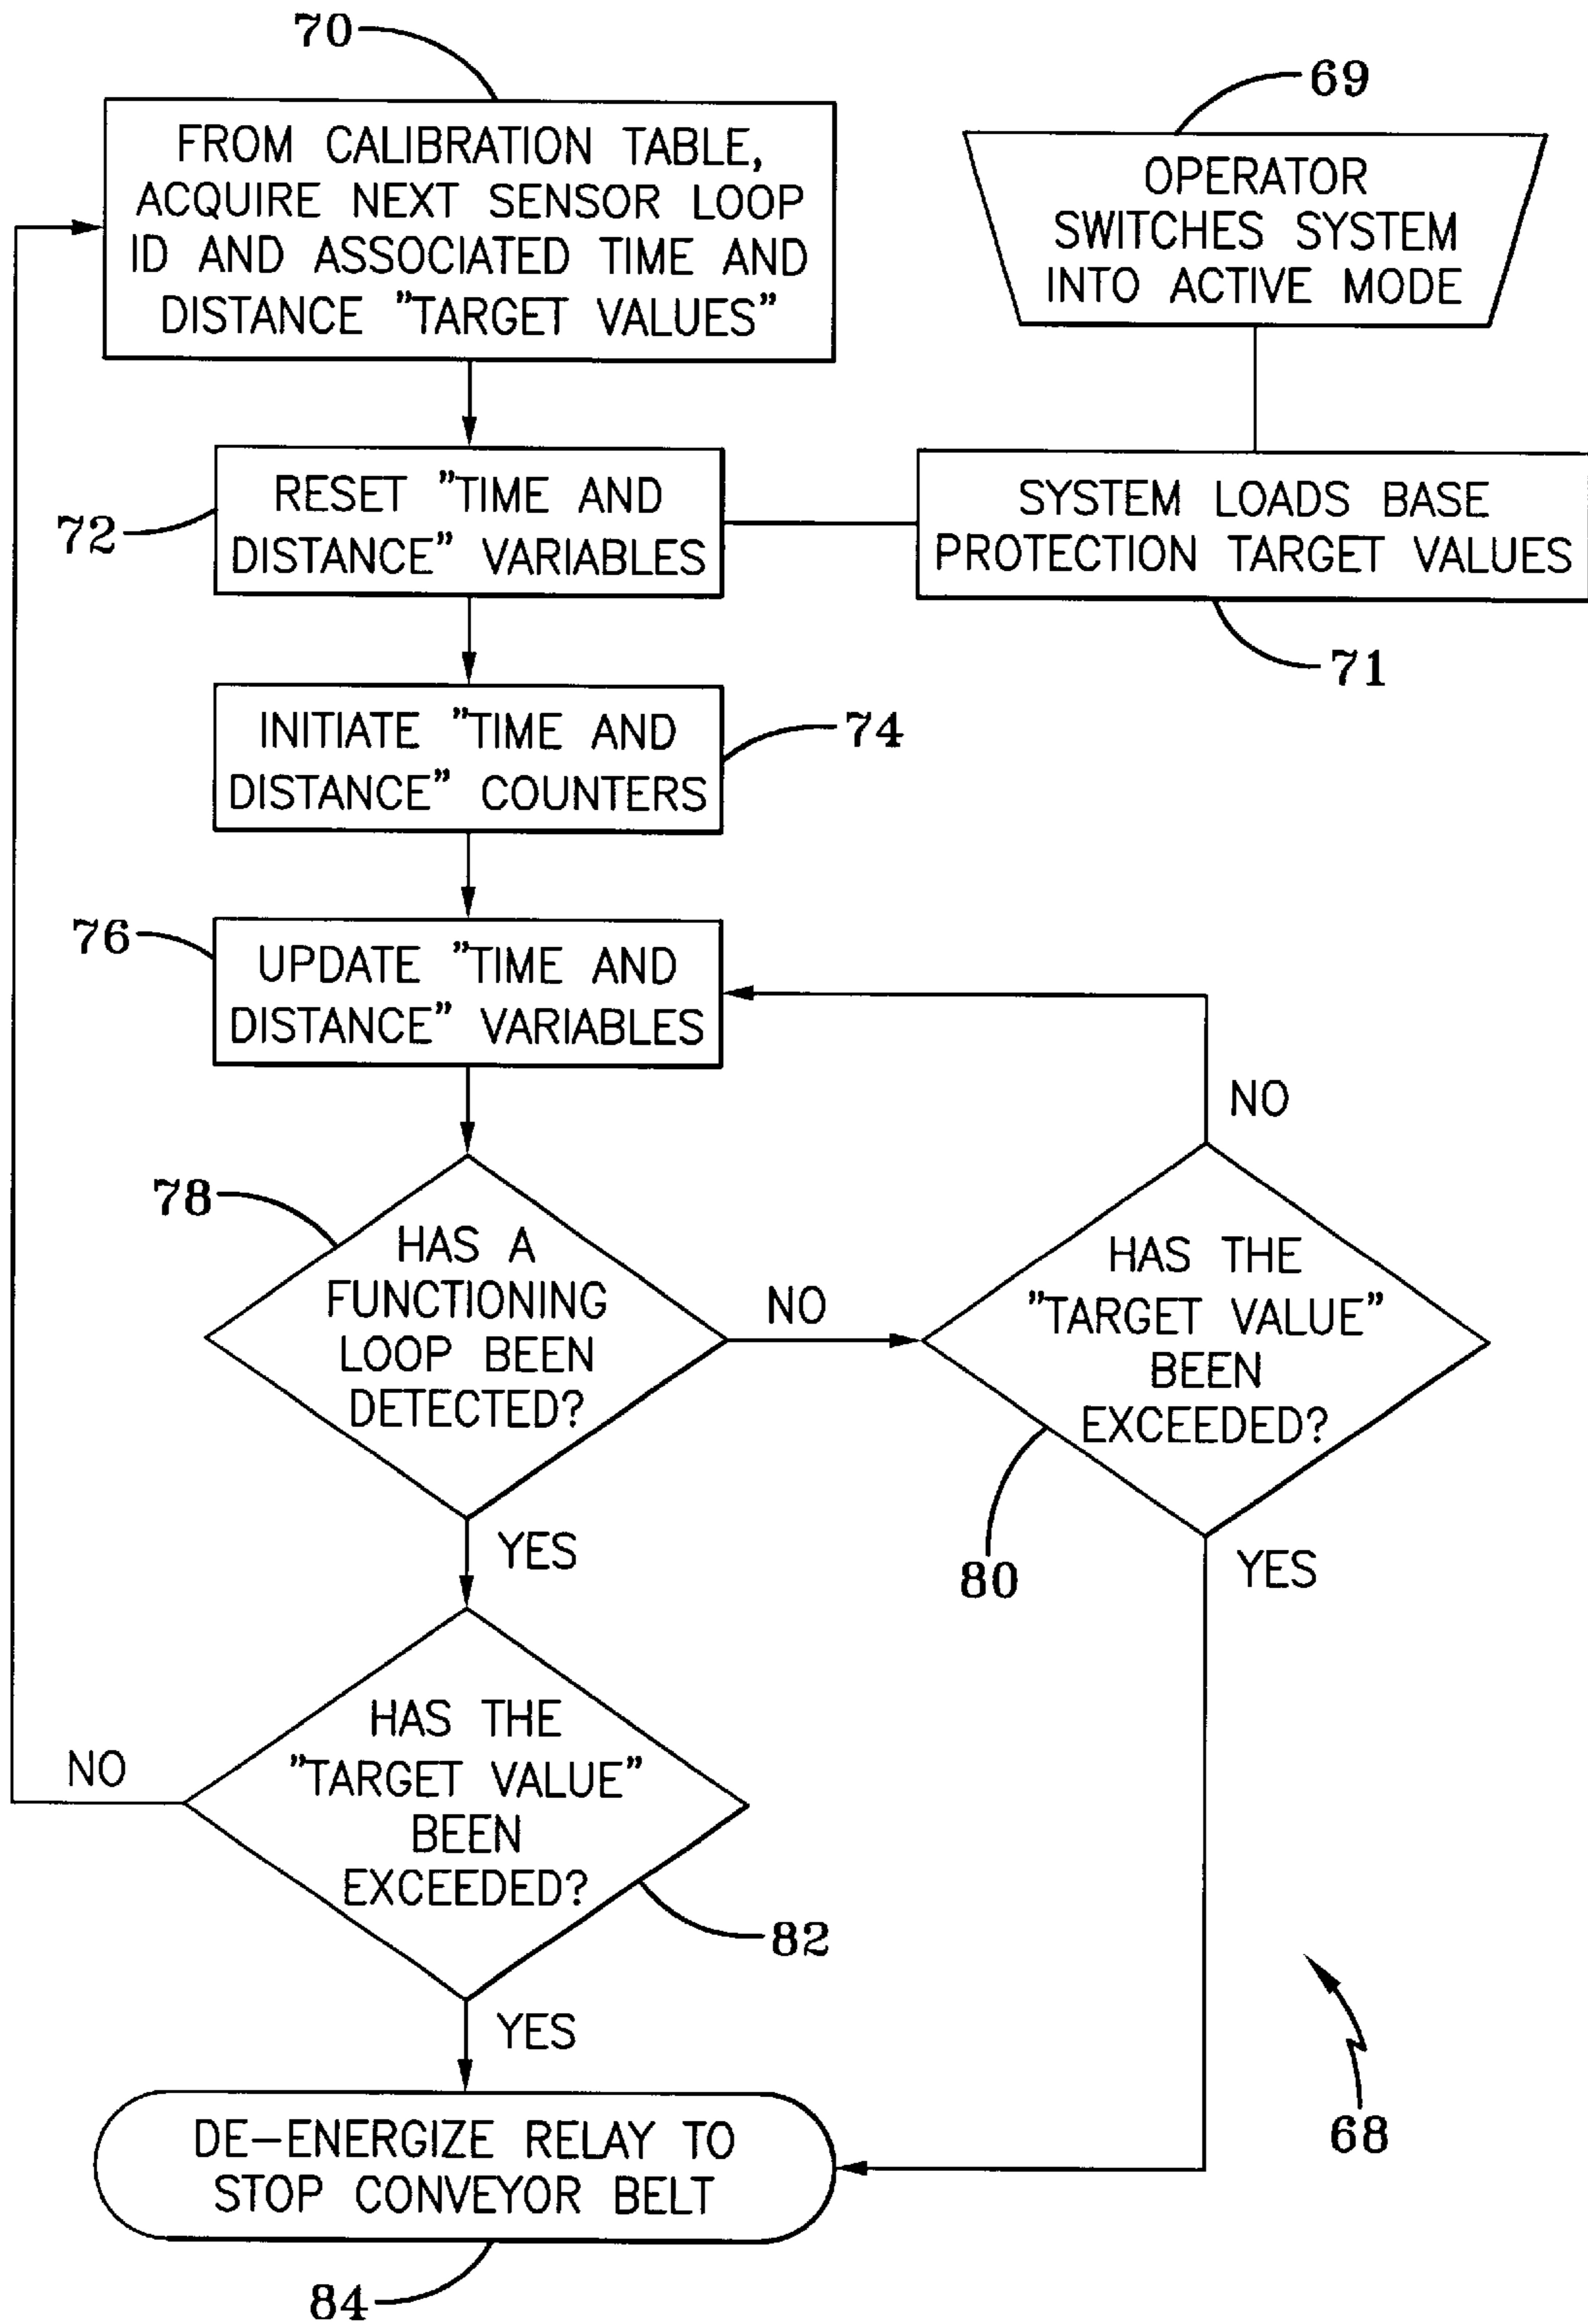 70
FROM CALIBRATION TABLE,
ACQUIRE NEXT SENSOR LOOP
ID AND ASSOCIATED TIME AND
DISTANCE "TARGET VALUES"
69
OPERATOR
SWITCHES SYSTEM
INTO ACTIVE MODE
72
RESET "TIME AND
DISTANCE" VARIABLES
SYSTEM LOADS BASE
PROTECTION TARGET VALUES
71
INITIATE "TIME AND
DISTANCE" COUNTERS
74
76
UPDATE "TIME AND
DISTANCE" VARIABLES
NO
78
HAS A
FUNCTIONING
LOOP BEEN
DETECTED?
NO
HAS THE
"TARGET VALUE"
BEEN
EXCEEDED?
80
YES
YES
HAS THE
"TARGET VALUE"
BEEN
EXCEEDED?
NO
82
YES
DE-ENERGIZE RELAY TO
STOP CONVEYOR BELT
84
68